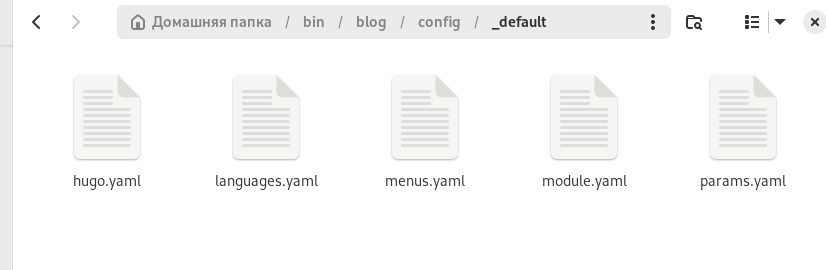 Домашняя папка / bin / blog / config / _default
hugo.yaml languages.yaml menus.yaml module.yaml params.yaml